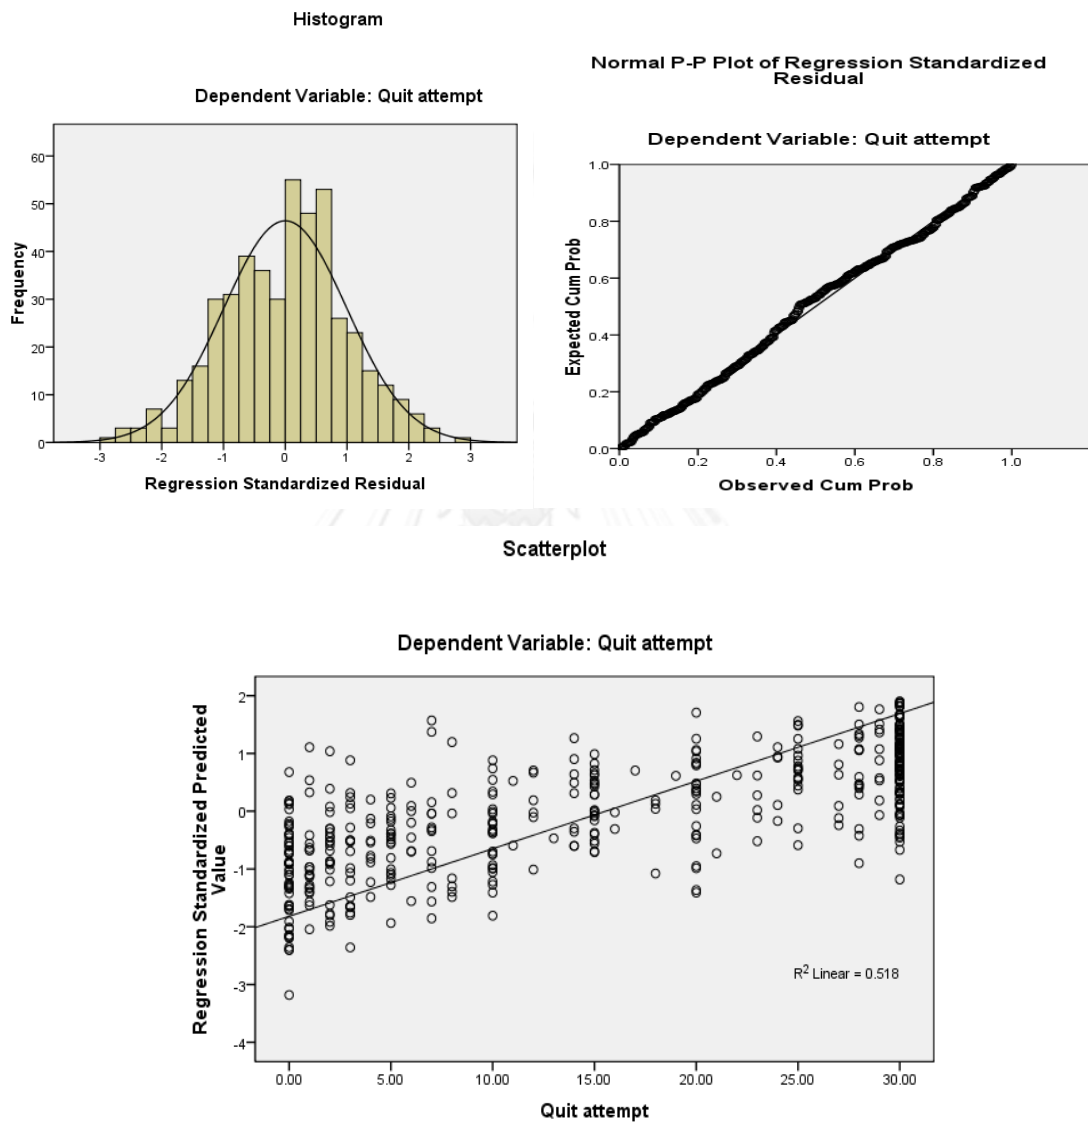 Histogram
Dependent Variable: Quit attempt
60
50
40
30
20
10
0
Frequency
-3
-2
-1
0
1
2
3
Regression Standardized Residual
Normal P-P Plot of Regression Standardized
Residual
Dependent Variable: Quit attempt
1.0
0.8
0.6
0.4
0.2
0.0
Expected Cum Prob
0.0
0.2
0.4
0.6
0.8
1.0
Observed Cum Prob
Scatterplot
Dependent Variable: Quit attempt
2
1
0
-1
-2
-3
-4
Regression Standardized Predicted
Value
R2 Linear = 0.518
0.00
5.00
10.00
15.00
20.00
25.00
30.00
Quit attempt